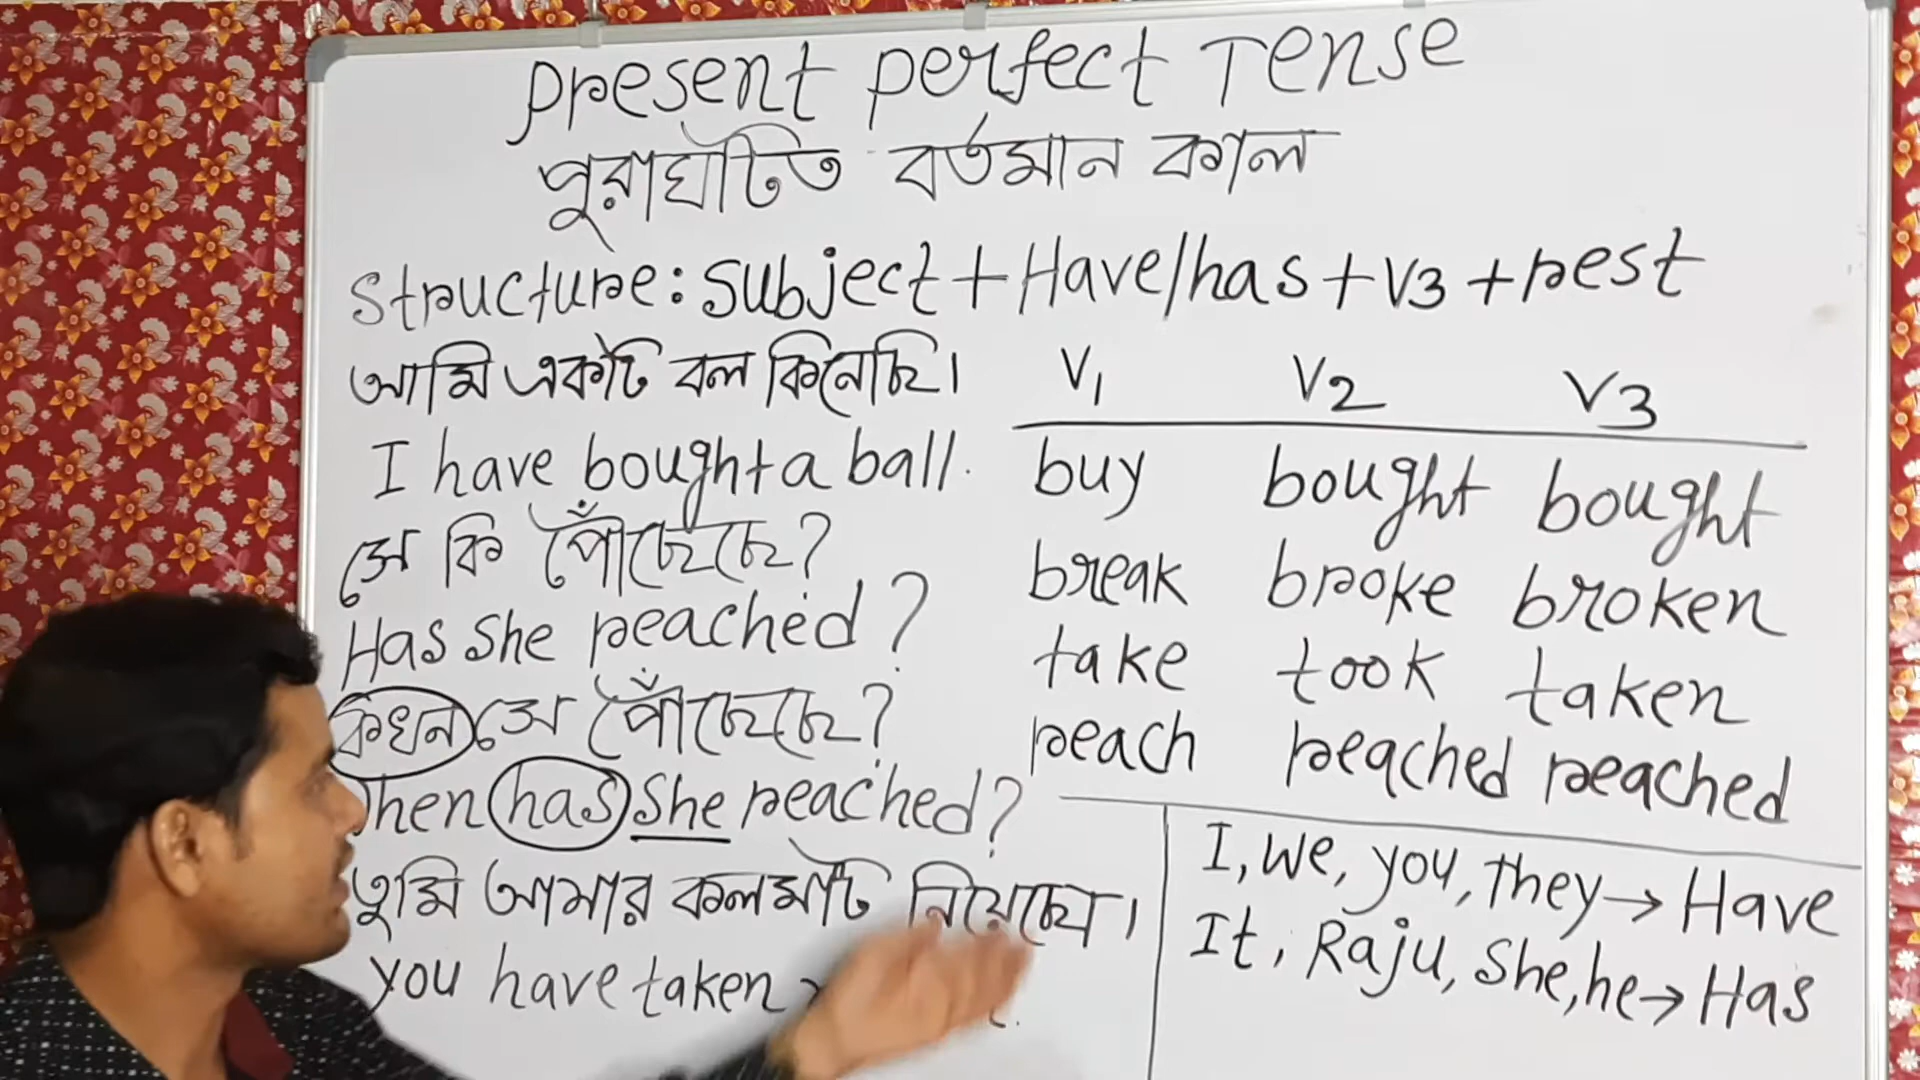 Present perfect Tense
পুরাঘটিত বর্তমান কাল
Structure: Subject + Have/has + V3 + rest
আমি একটি বল কিনেছি।
I have bought a ball.
সে কি পৌঁছেছে?
Has She reached?
কখন সে পৌঁছেছে?
has She reached?
তুমি আমার কলমটি নিয়েছো।
you have taken
V1 V2 V3
buy bought bought
break broke broken
take took taken
reach reached reached
I, we, you, they → Have
It, Raju, She, he → Has